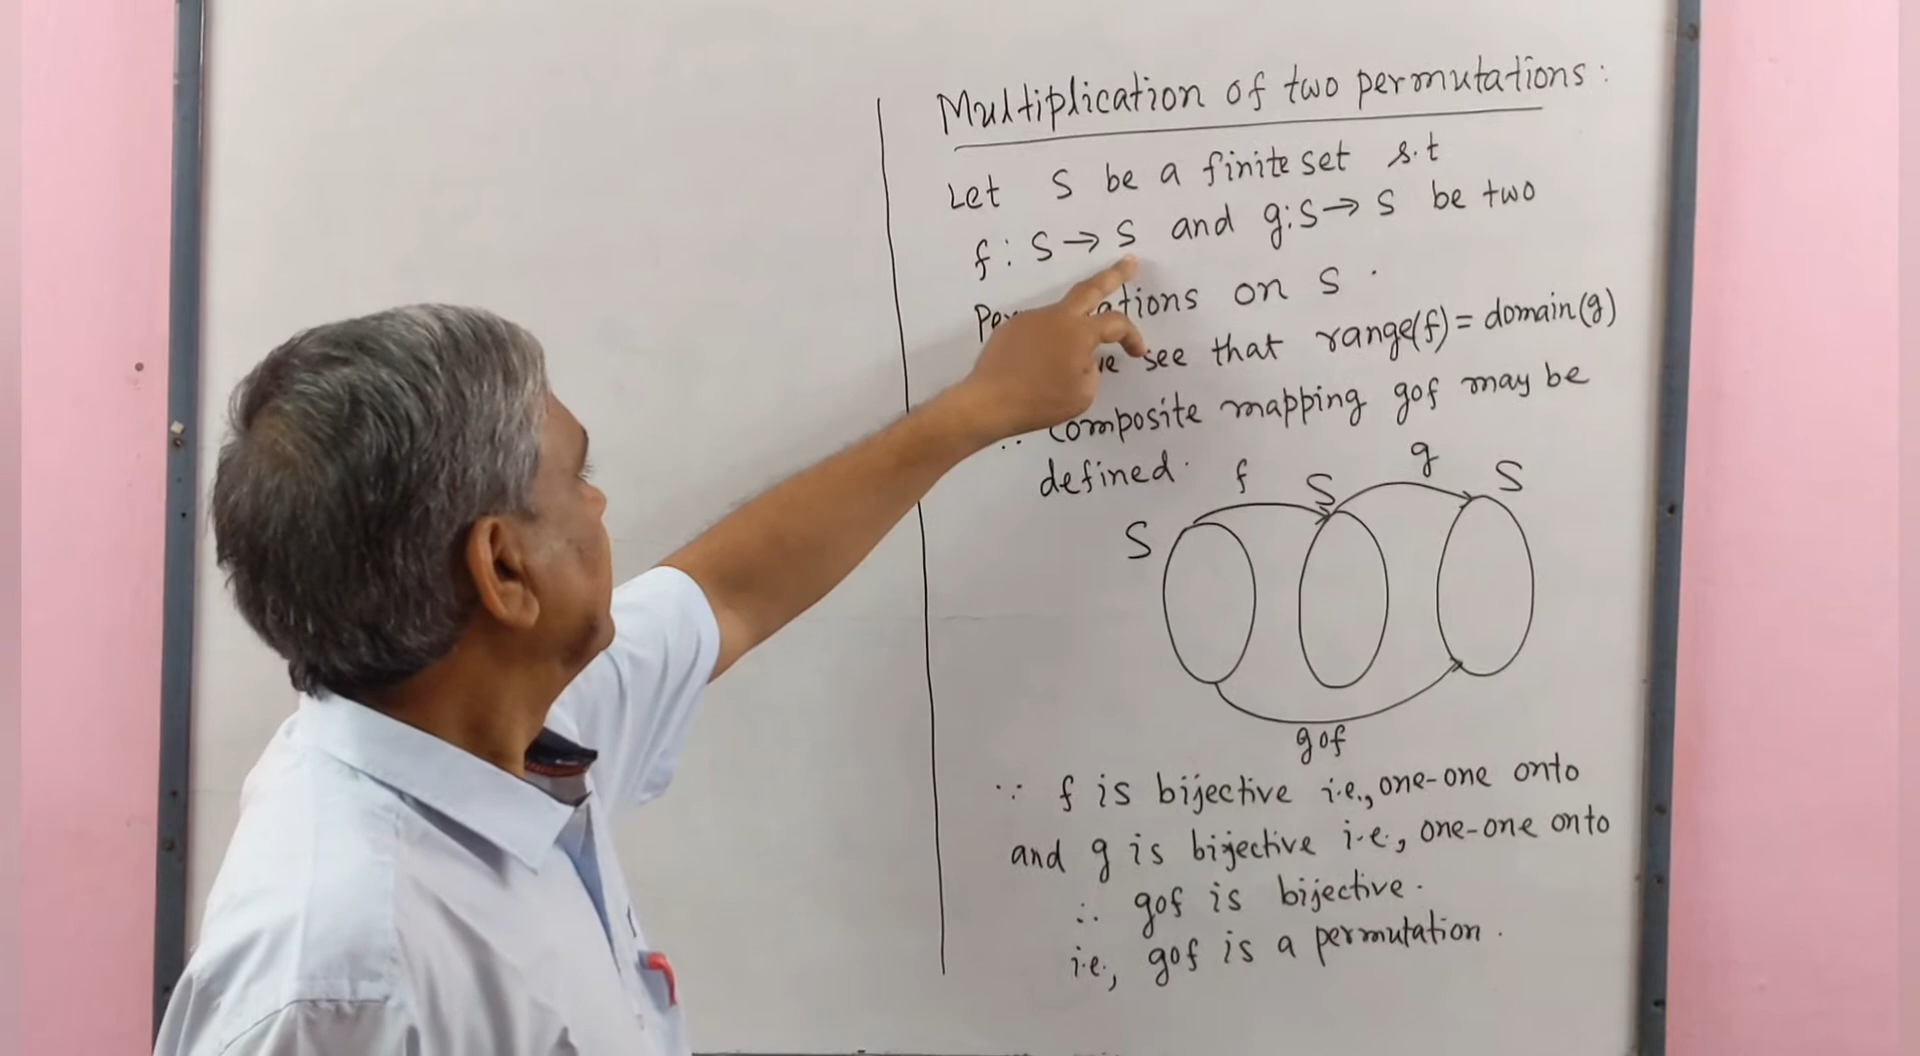 Multiplication of two permutations:
Let S be a finite set s.t
f: S → S and g: S → S be two
on S.
see that range(f) = domain(g)
∴ composite mapping gof may be
defined.
f S g S
S
gof
∵ f is bijective i.e., one-one onto
and g is bijective i.e., one-one onto
∴ gof is bijective.
i.e., gof is a permutation.